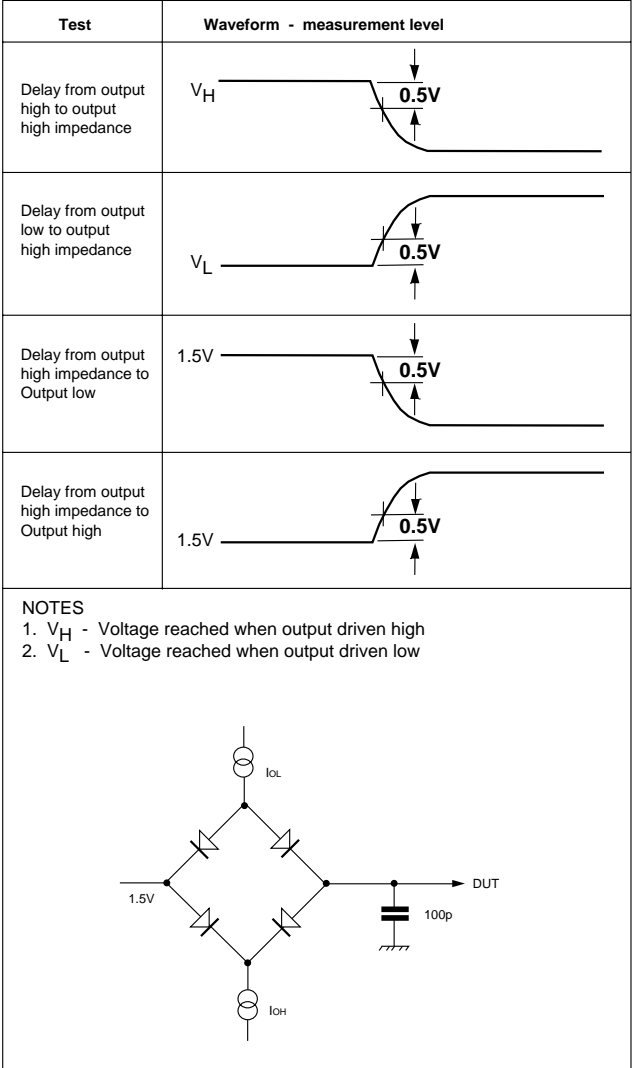 Test
Waveform - measurement level
Delay from output
high to output
high impedance
VH
0.5V
Delay from output
low to output
high impedance
VL
0.5V
Delay from output
high impedance to
Output low
1.5V
0.5V
Delay from output
high impedance to
Output high
1.5V
0.5V
NOTES
1. VH - Voltage reached when output driven high
2. VL - Voltage reached when output driven low
IOL
1.5V
DUT
100p
IOH